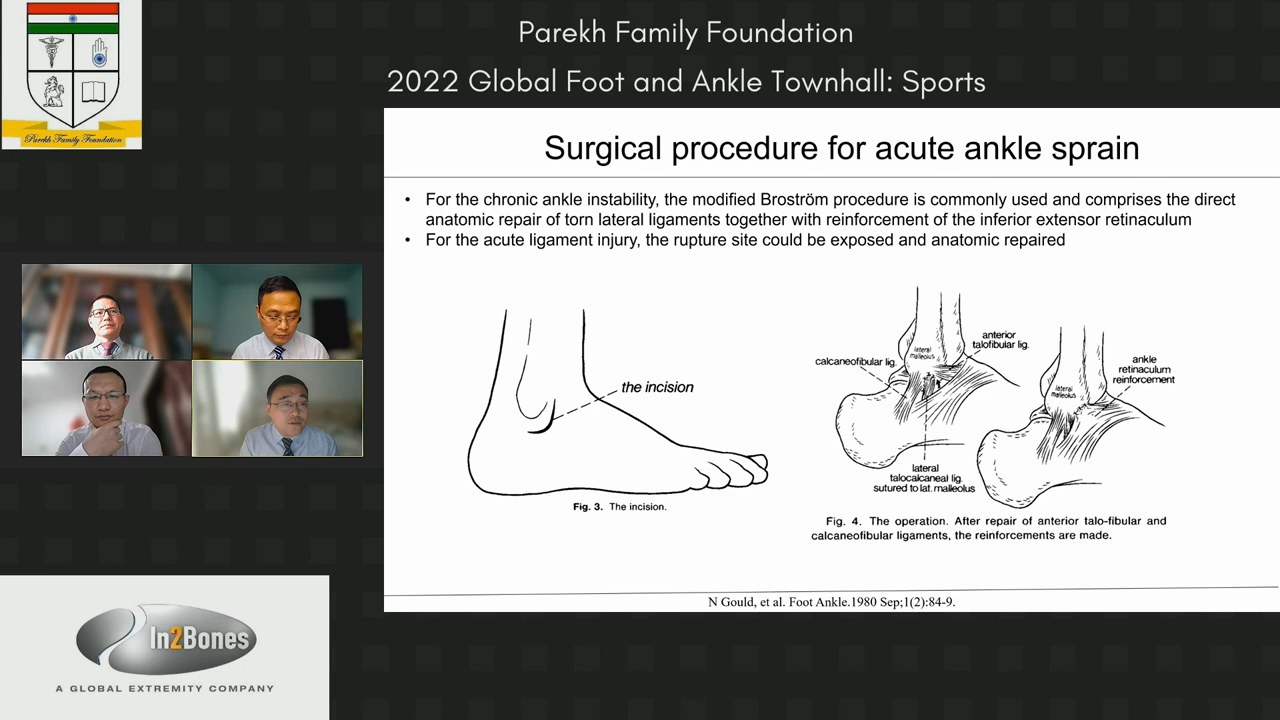 Parekh Family Foundation
2022 Global Foot and Ankle Townhall: Sports
Parekh Family Foundation
Surgical procedure for acute ankle sprain
• For the chronic ankle instability, the modified Broström procedure is commonly used and comprises the direct
anatomic repair of torn lateral ligaments together with reinforcement of the inferior extensor retinaculum
• For the acute ligament injury, the rupture site could be exposed and anatomic repaired
the incision
Fig. 3. The incision.
calcaneofibular lig.
lateral
malleolus
anterior
talofibular lig.
lateral
talocalcaneal lig.
sutured to lat. malleolus
lateral
malleolus
ankle
retinaculum
reinforcement
Fig. 4. The operation. After repair of anterior talo-fibular and
calcaneofibular ligaments, the reinforcements are made.
N Gould, et al. Foot Ankle.1980 Sep;1(2):84-9.
In2Bones
A GLOBAL EXTREMITY COMPANY